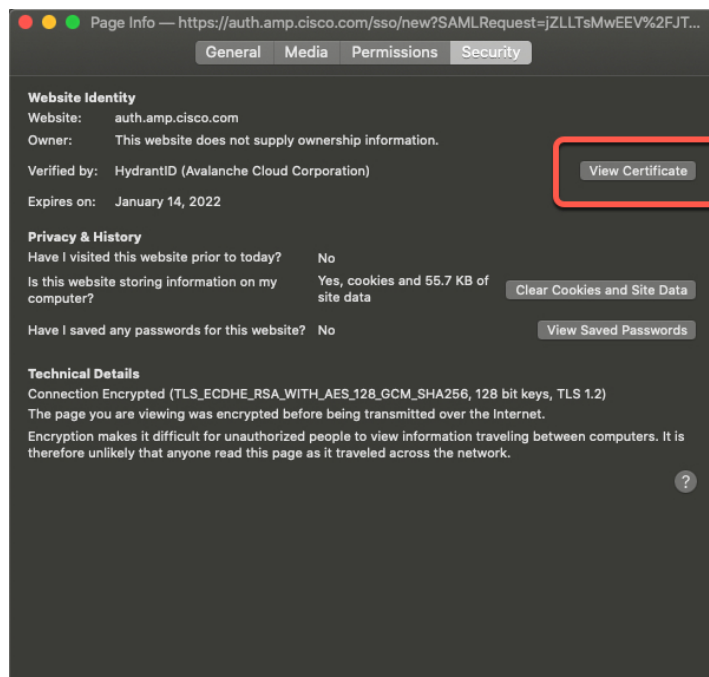 Page Info — https://auth.amp.cisco.com/sso/new?SAMLRequest=jZLLTsMwEEV%2FJT...
General Media Permissions Security
Website Identity
Website: auth.amp.cisco.com
Owner: This website does not supply ownership information.
Verified by: HydrantID (Avalanche Cloud Corporation) View Certificate
Expires on: January 14, 2022
Privacy & History
Have I visited this website prior to today? No
Is this website storing information on my
computer?
Yes, cookies and 55.7 KB of
site data
Clear Cookies and Site Data
Have I saved any passwords for this website? No View Saved Passwords
Technical Details
Connection Encrypted (TLS_ECDHE_RSA_WITH_AES_128_GCM_SHA256, 128 bit keys, TLS 1.2)
The page you are viewing was encrypted before being transmitted over the Internet.
Encryption makes it difficult for unauthorized people to view information traveling between computers. It is
therefore unlikely that anyone read this page as it traveled across the network.
?